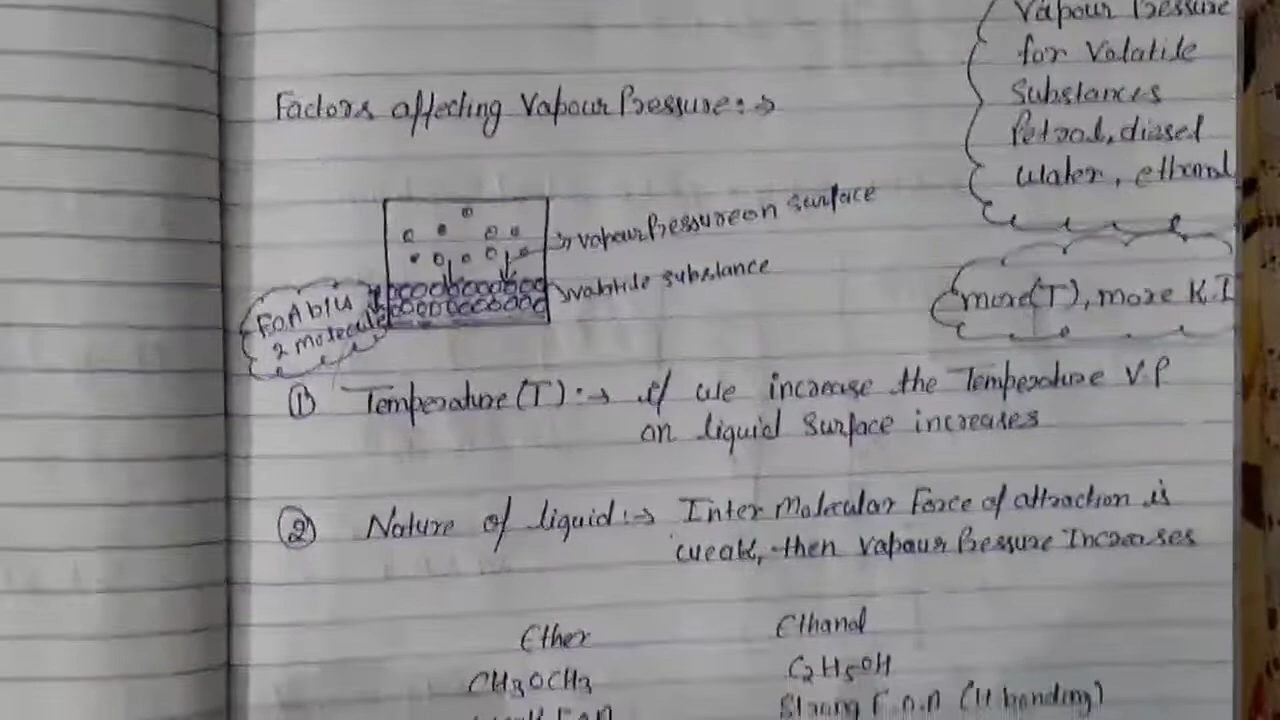 Vapour Pressure
for Volatile
Substances
Petrol, diesel
Water, ethanol
Factors affecting Vapour Pressure :→
→ vapour Pressure on surface
→ volatile substance
F.O.A b/w
2 molecule
more (T), more K.E
① Temperature (T) :→ if we increase the Temperature V.P
on liquid surface increases
② Nature of liquid :→ Inter Molecular Force of attraction is
weak, then vapour Pressure Increases
Ether Ethanol
CH3OCH3 C2H5OH
weak F.O.A Strong F.O.A (H bonding)